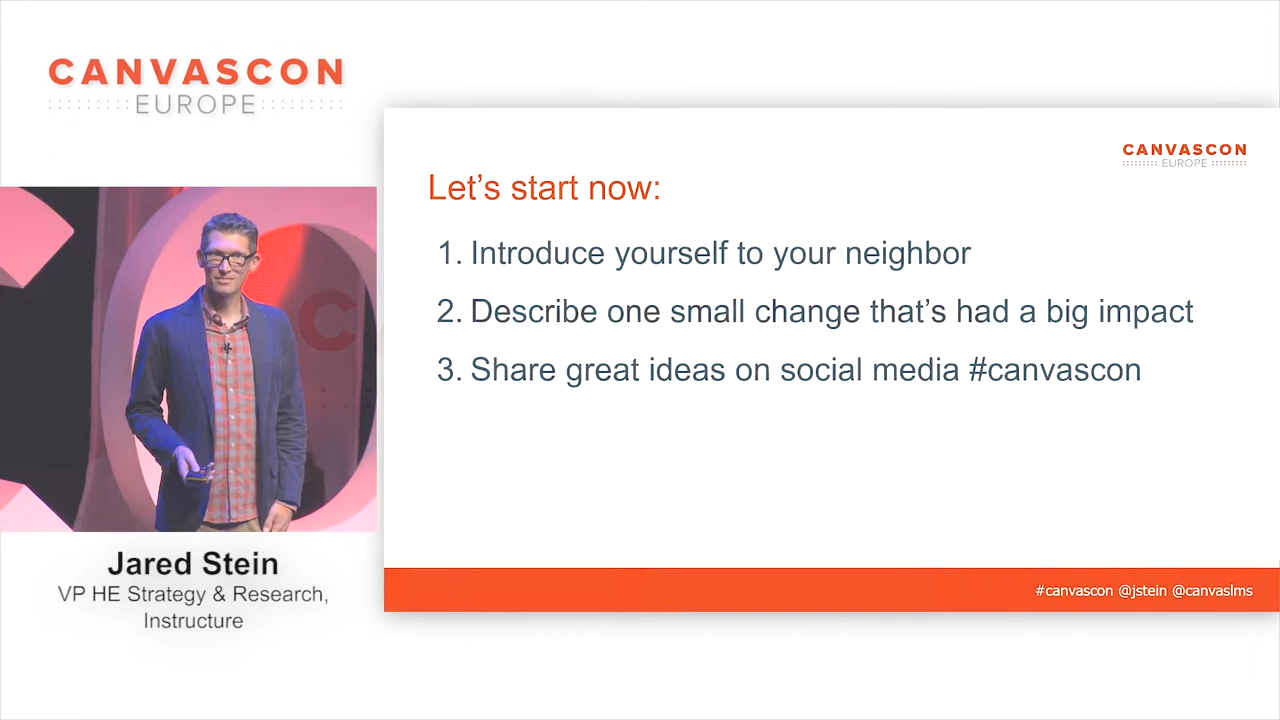 CANVASCON
EUROPE
CANVASCON
EUROPE
Let's start now:
1. Introduce yourself to your neighbor
2. Describe one small change that's had a big impact
3. Share great ideas on social media #canvascon
C
Jared Stein
VP HE Strategy & Research,
Instructure
#canvascon @jstein @canvaslms